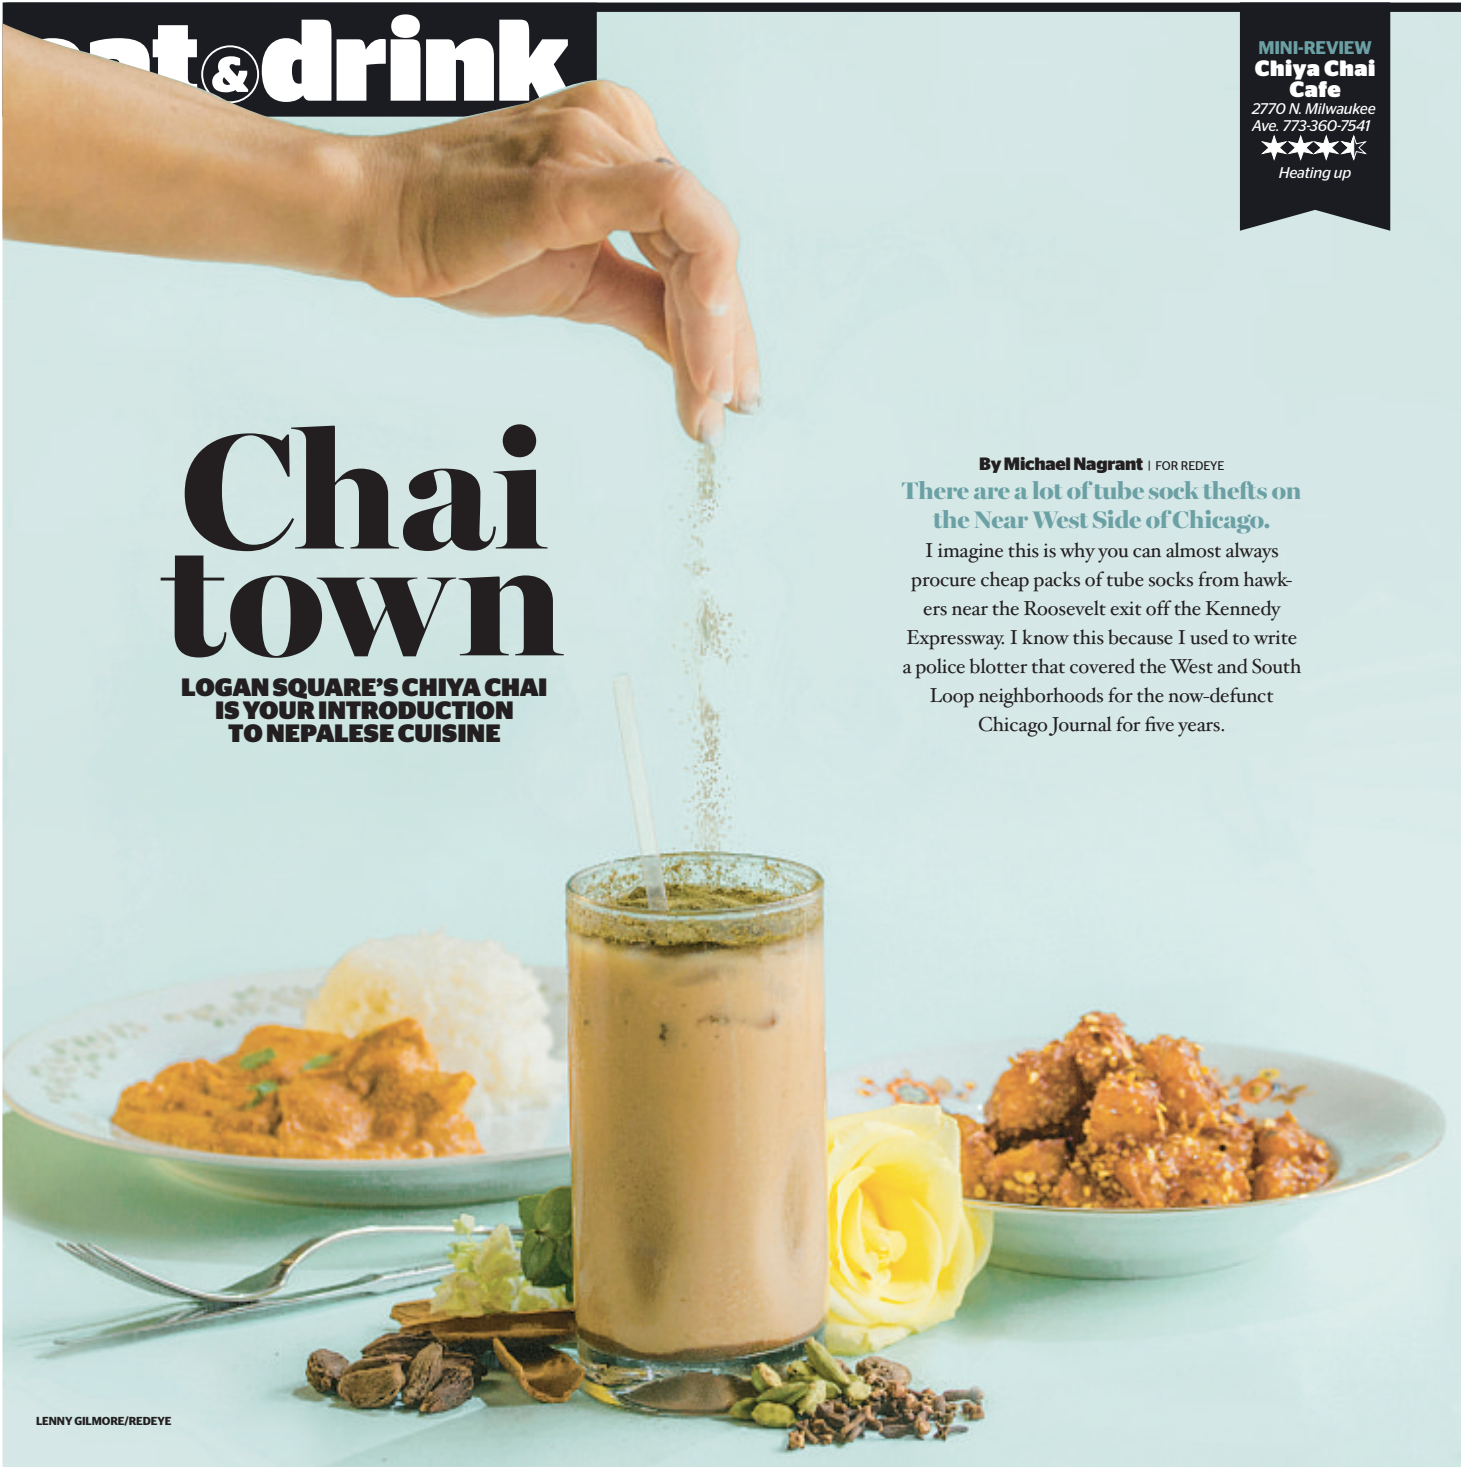 eat&drink
MINI-REVIEW
Chiya Chai
Cafe
2770 N. Milwaukee
Ave. 773-360-7541
Heating up
Chai
town
LOGAN SQUARE'S CHIYA CHAI
IS YOUR INTRODUCTION
TO NEPALESE CUISINE
By Michael Nagrant | FOR REDEYE
There are a lot of tube sock thefts on
the Near West Side of Chicago.
I imagine this is why you can almost always
procure cheap packs of tube socks from hawk-
ers near the Roosevelt exit off the Kennedy
Expressway. I know this because I used to write
a police blotter that covered the West and South
Loop neighborhoods for the now-defunct
Chicago Journal for five years.
LENNY GILMORE/REDEYE